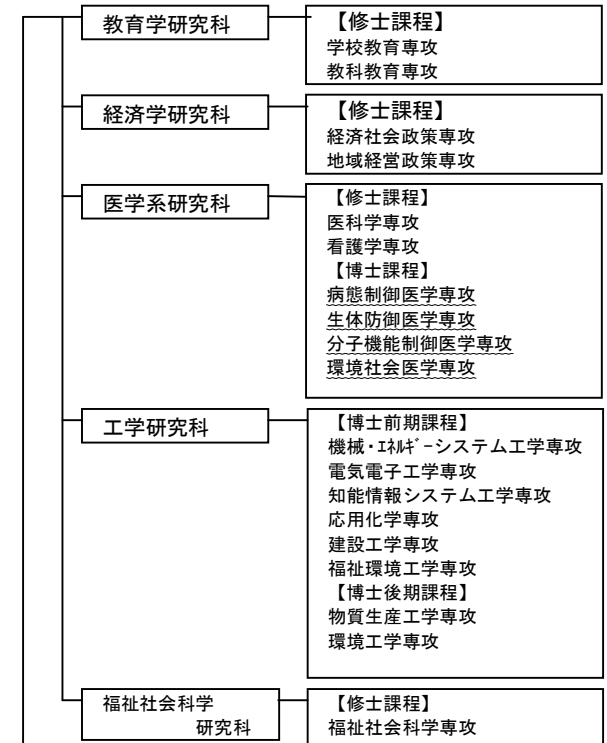 教育学研究科
【修士課程】
学校教育専攻
教科教育専攻
経済学研究科
【修士課程】
経済社会政策専攻
地域経営政策専攻
医学系研究科
【修士課程】
医科学専攻
看護学専攻
【博士課程】
病態制御医学専攻
生体防御医学専攻
分子機能制御医学専攻
環境社会医学専攻
工学研究科
【博士前期課程】
機械・ｴﾈﾙｷﾞｰシステム工学専攻
電気電子工学専攻
知能情報システム工学専攻
応用化学専攻
建設工学専攻
福祉環境工学専攻
【博士後期課程】
物質生産工学専攻
環境工学専攻
福祉社会科学
研究科
【修士課程】
福祉社会科学専攻